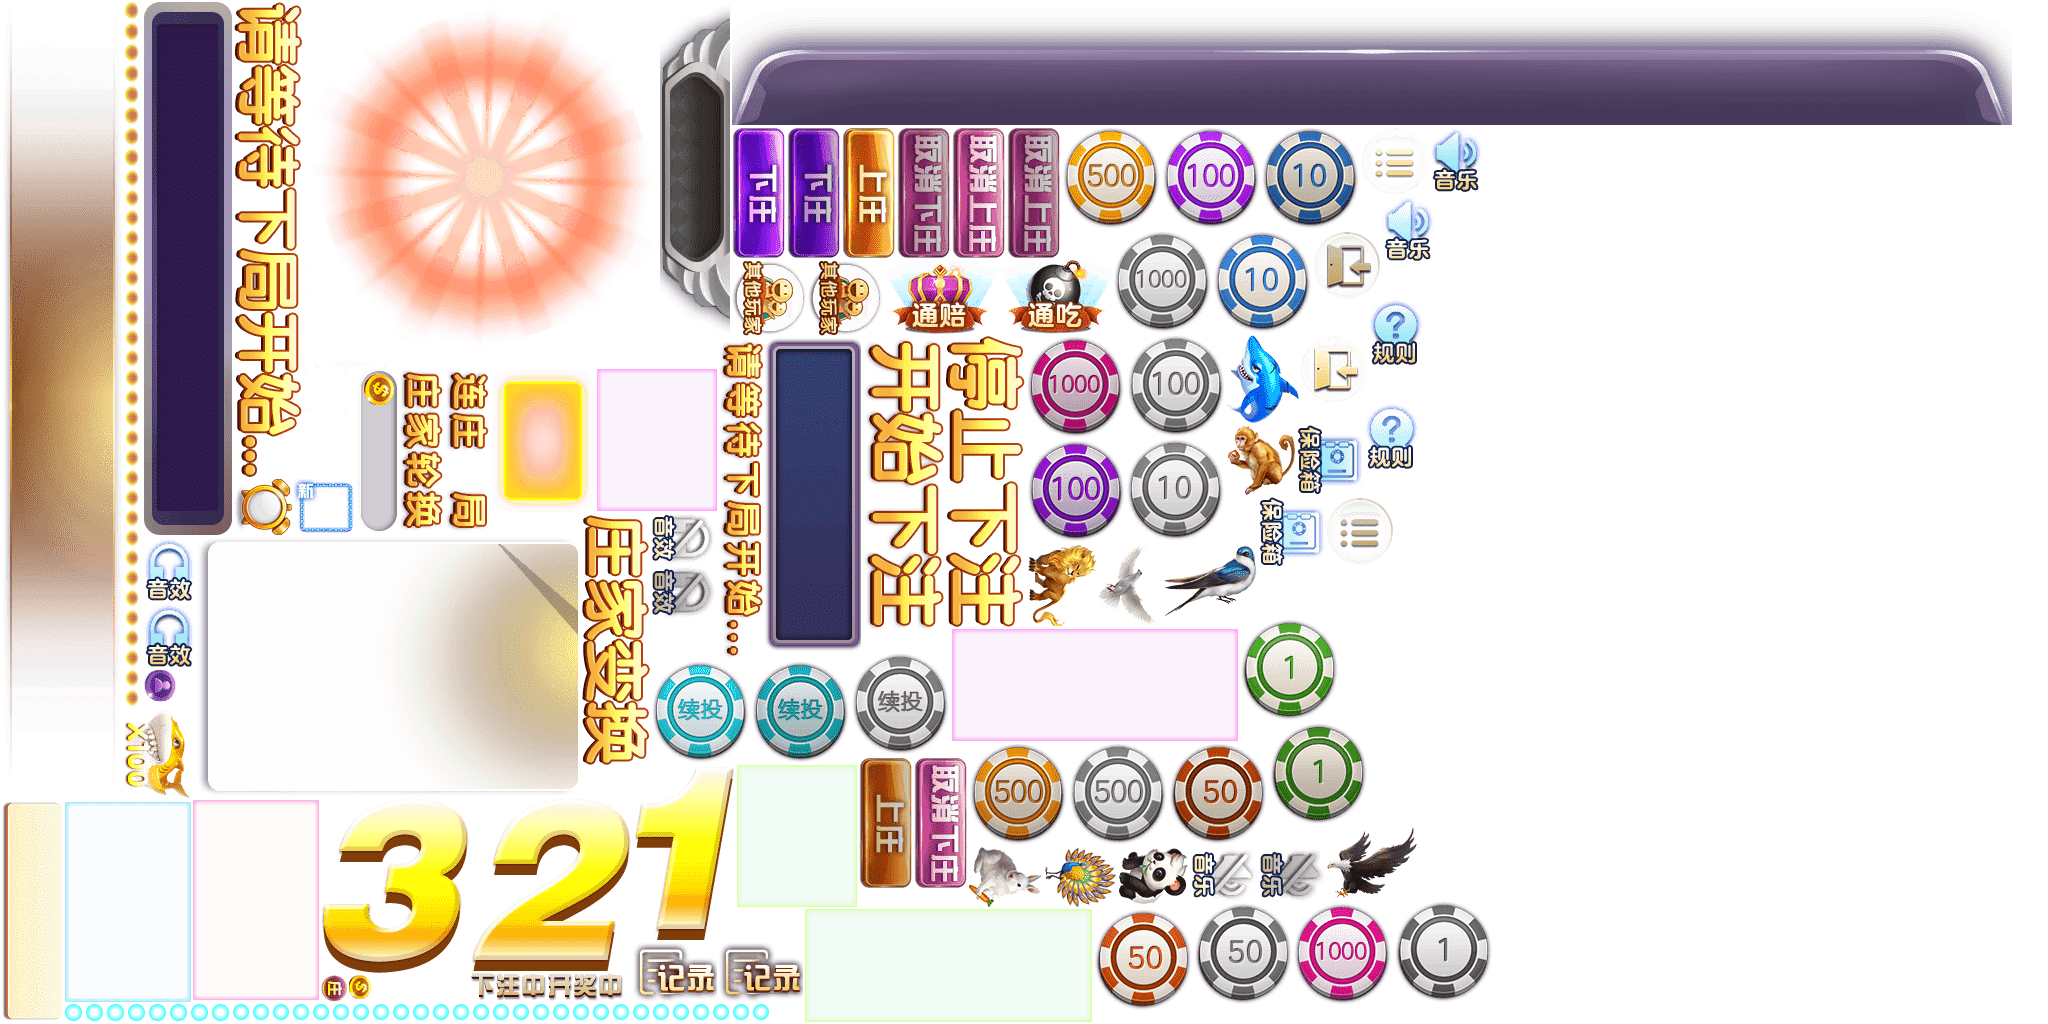 请等待下局开始...
新
$
庄家轮换
连庄 局
下庄
下庄
上庄
取消下庄
取消上庄
取消上庄
500
100
10
音乐
音乐
其他玩家
其他玩家
通赔
通吃
1000
10
规则
请等待下局开始...
开始下注
停止下注
1000
100
100
10
保险箱
规则
保险箱
音效
音效
音效
音效
庄家变换
X100
续投
续投
续投
1
1
上庄
取消下庄
500
500
50
音乐
音乐
3
2
1
庄
$
下注中开奖中
记录
记录
50
50
1000
1